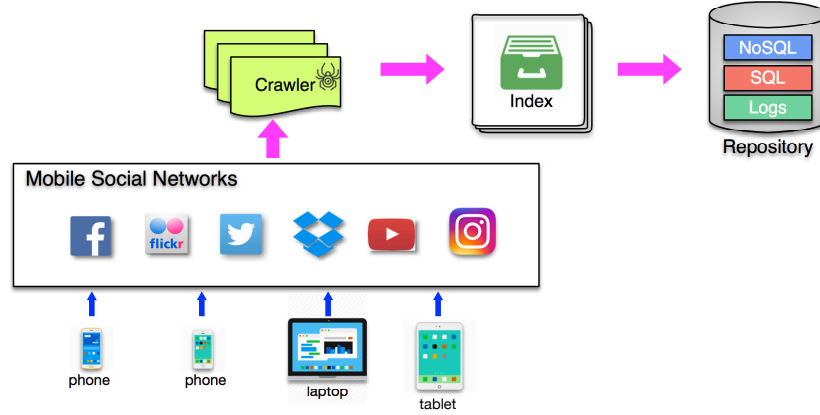 Crawler
Index
NoSQL
SQL
Logs
Repository
Mobile Social Networks
flickr
phone
phone
laptop
tablet